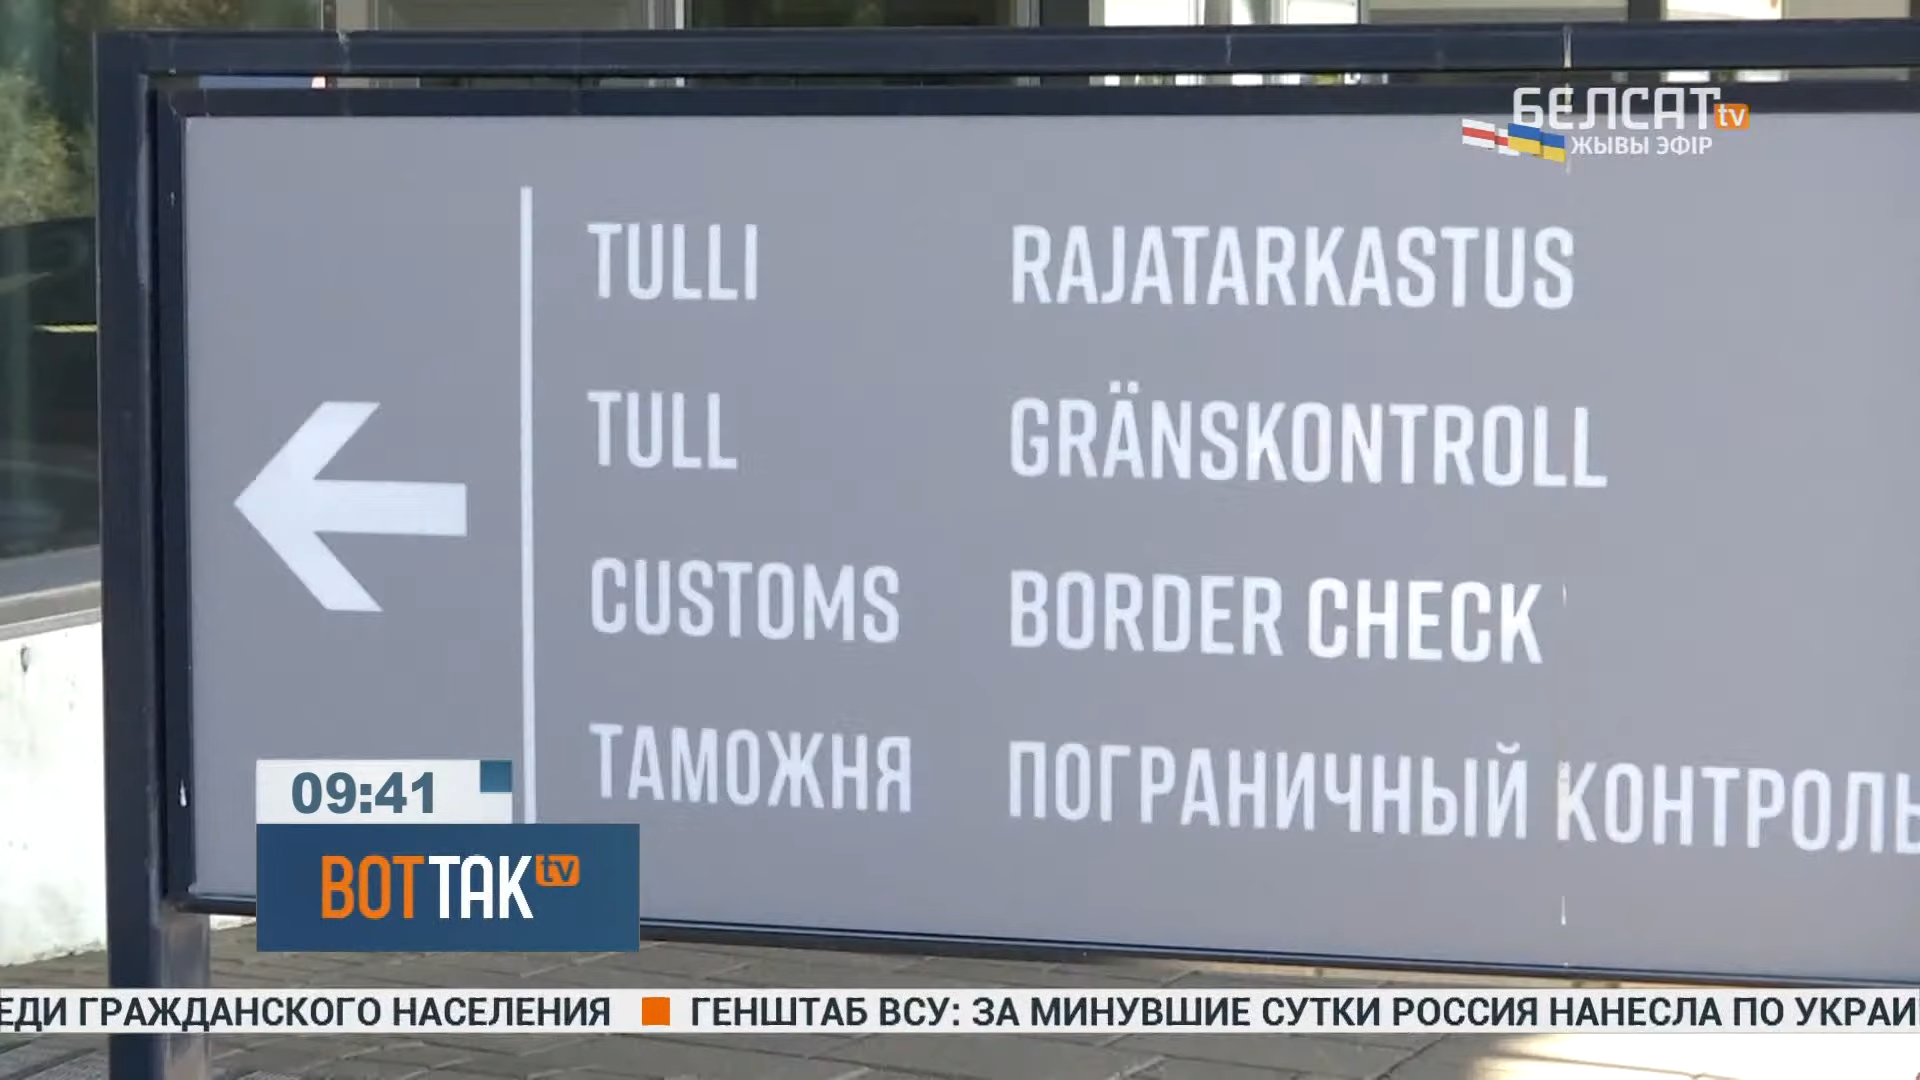 БЕЛСАТ tv
ЖЫВЫ ЭФІР
TULLI RAJATARKASTUS
TULL GRÄNSKONTROLL
CUSTOMS BORDER CHECK
ТАМОЖНЯ ПОГРАНИЧНЫЙ КОНТРОЛЬ
09:41
ВОТТАК tv
ЕДИ ГРАЖДАНСКОГО НАСЕЛЕНИЯ ГЕНШТАБ ВСУ: ЗА МИНУВШИЕ СУТКИ РОССИЯ НАНЕСЛА ПО УКРАИ